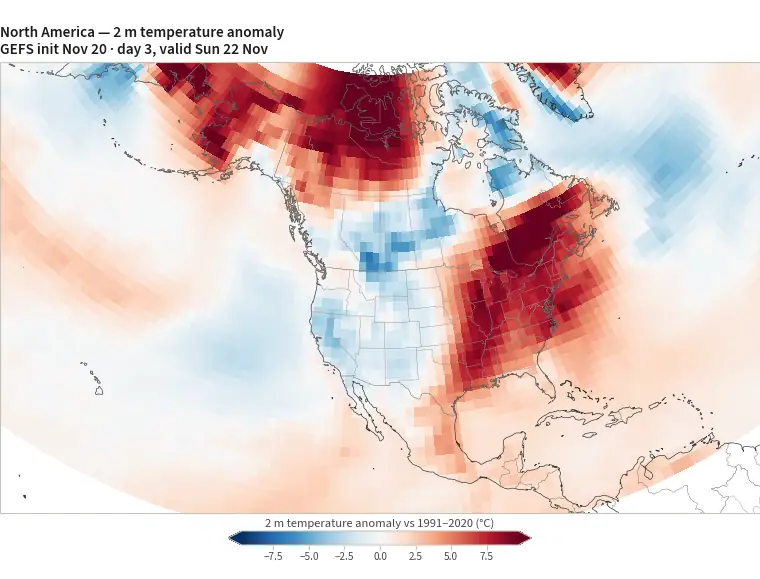 North America — 2 m temperature anomaly
GEFS init Nov 20 · day 3, valid Sun 22 Nov
2 m temperature anomaly vs 1991–2020 (°C)
−7.5 −5.0 −2.5 0.0 2.5 5.0 7.5